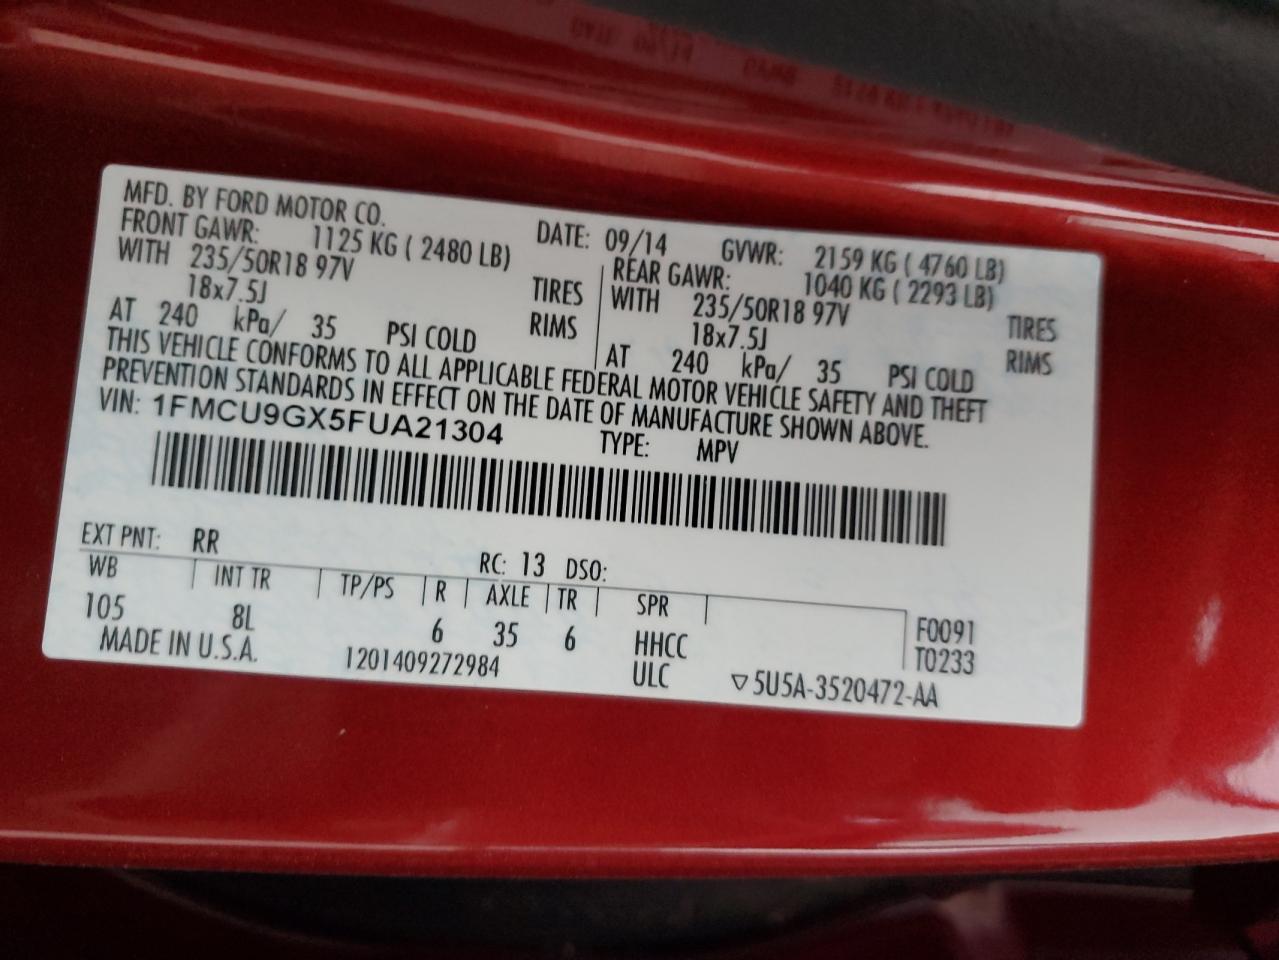 MFD. BY FORD MOTOR CO. DATE: 09/14 GVWR: 2159 KG ( 4760 LB)
FRONT GAWR: 1125 KG ( 2480 LB) REAR GAWR: 1040 KG ( 2293 LB)
WITH 235/50R18 97V TIRES WITH 235/50R18 97V TIRES
18x7.5J RIMS 18x7.5J RIMS
AT 240 kPa/ 35 PSI COLD AT 240 kPa/ 35 PSI COLD
THIS VEHICLE CONFORMS TO ALL APPLICABLE FEDERAL MOTOR VEHICLE SAFETY AND THEFT
PREVENTION STANDARDS IN EFFECT ON THE DATE OF MANUFACTURE SHOWN ABOVE.
VIN: 1FMCU9GX5FUA21304 TYPE: MPV
EXT PNT: RR RC: 13 DSO:
WB INT TR TP/PS R AXLE TR SPR
105 8L 6 35 6 HHCC F0091
MADE IN U.S.A. 1201409272984 ULC T0233
▽5U5A-3520472-AA